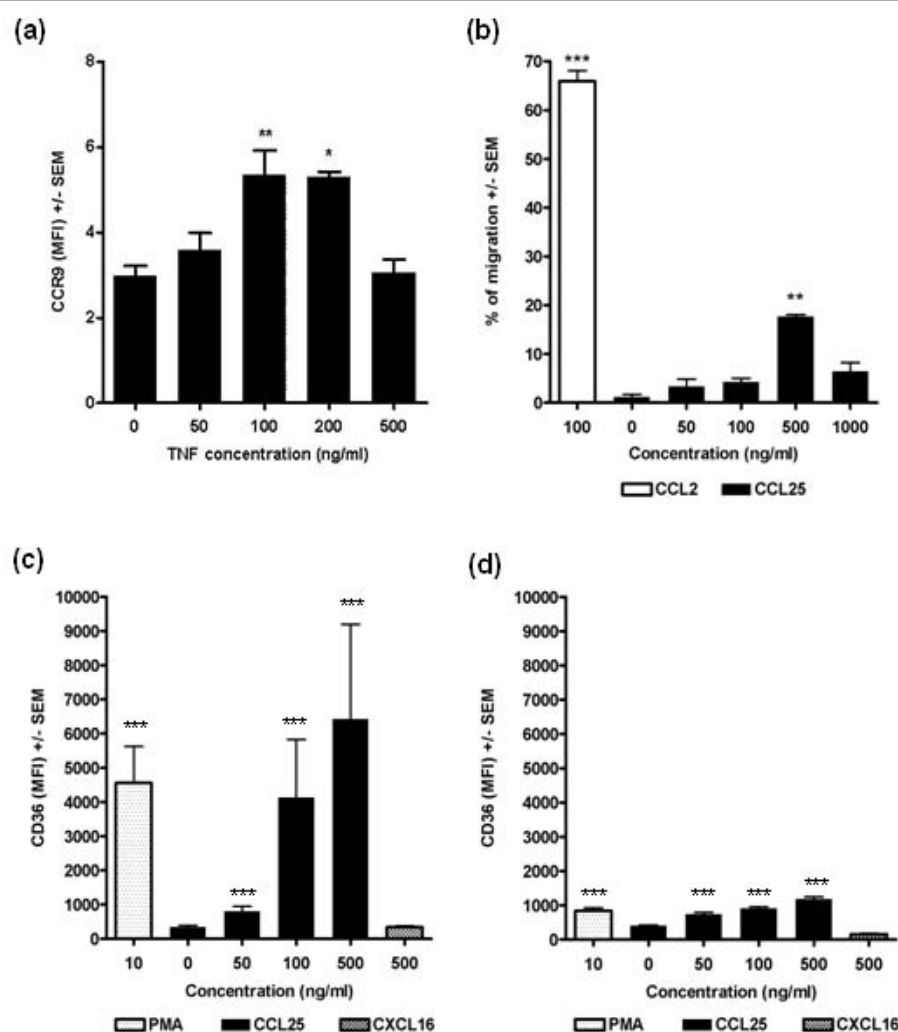 (a)
8
6
4
2
0
CCR9 (MFI) +/- SEM
**
*
0 50 100 200 500
TNF concentration (ng/ml)
(b)
70
60
50
40
30
20
10
0
% of migration +/- SEM
***
**
100 0 50 100 500 1000
Concentration (ng/ml)
CCL2 CCL25
(c)
10000
9000
8000
7000
6000
5000
4000
3000
2000
1000
0
CD36 (MFI) +/- SEM
***
***
***
***
10 0 50 100 500 500
Concentration (ng/ml)
PMA CCL25 CXCL16
(d)
10000
9000
8000
7000
6000
5000
4000
3000
2000
1000
0
CD36 (MFI) +/- SEM
***
***
***
***
10 0 50 100 500 500
Concentration (ng/ml)
PMA CCL25 CXCL16